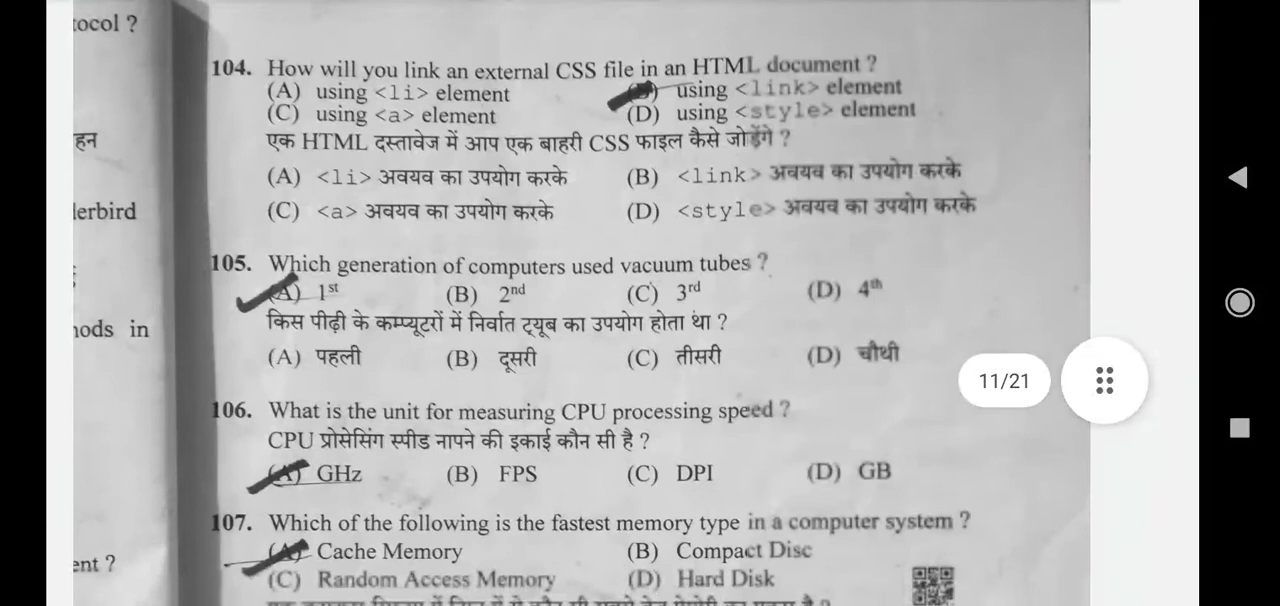 tocol ?
104. How will you link an external CSS file in an HTML document ?
(A) using <li> element (B) using <link> element
(C) using <a> element (D) using <style> element
एक HTML दस्तावेज में आप एक बाहरी CSS फाइल कैसे जोड़ेंगे ?
हन
(A) <li> अवयव का उपयोग करके (B) <link> अवयव का उपयोग करके
lerbird
(C) <a> अवयव का उपयोग करके (D) <style> अवयव का उपयोग करके
105. Which generation of computers used vacuum tubes ?
(A) 1st (B) 2nd (C) 3rd (D) 4th
nods in
किस पीढ़ी के कम्प्यूटरों में निर्वात ट्यूब का उपयोग होता था ?
(A) पहली (B) दूसरी (C) तीसरी (D) चौथी
11/21
106. What is the unit for measuring CPU processing speed ?
CPU प्रोसेसिंग स्पीड नापने की इकाई कौन सी है ?
(A) GHz (B) FPS (C) DPI (D) GB
107. Which of the following is the fastest memory type in a computer system ?
ent ?
(A) Cache Memory (B) Compact Disc
(C) Random Access Memory (D) Hard Disk